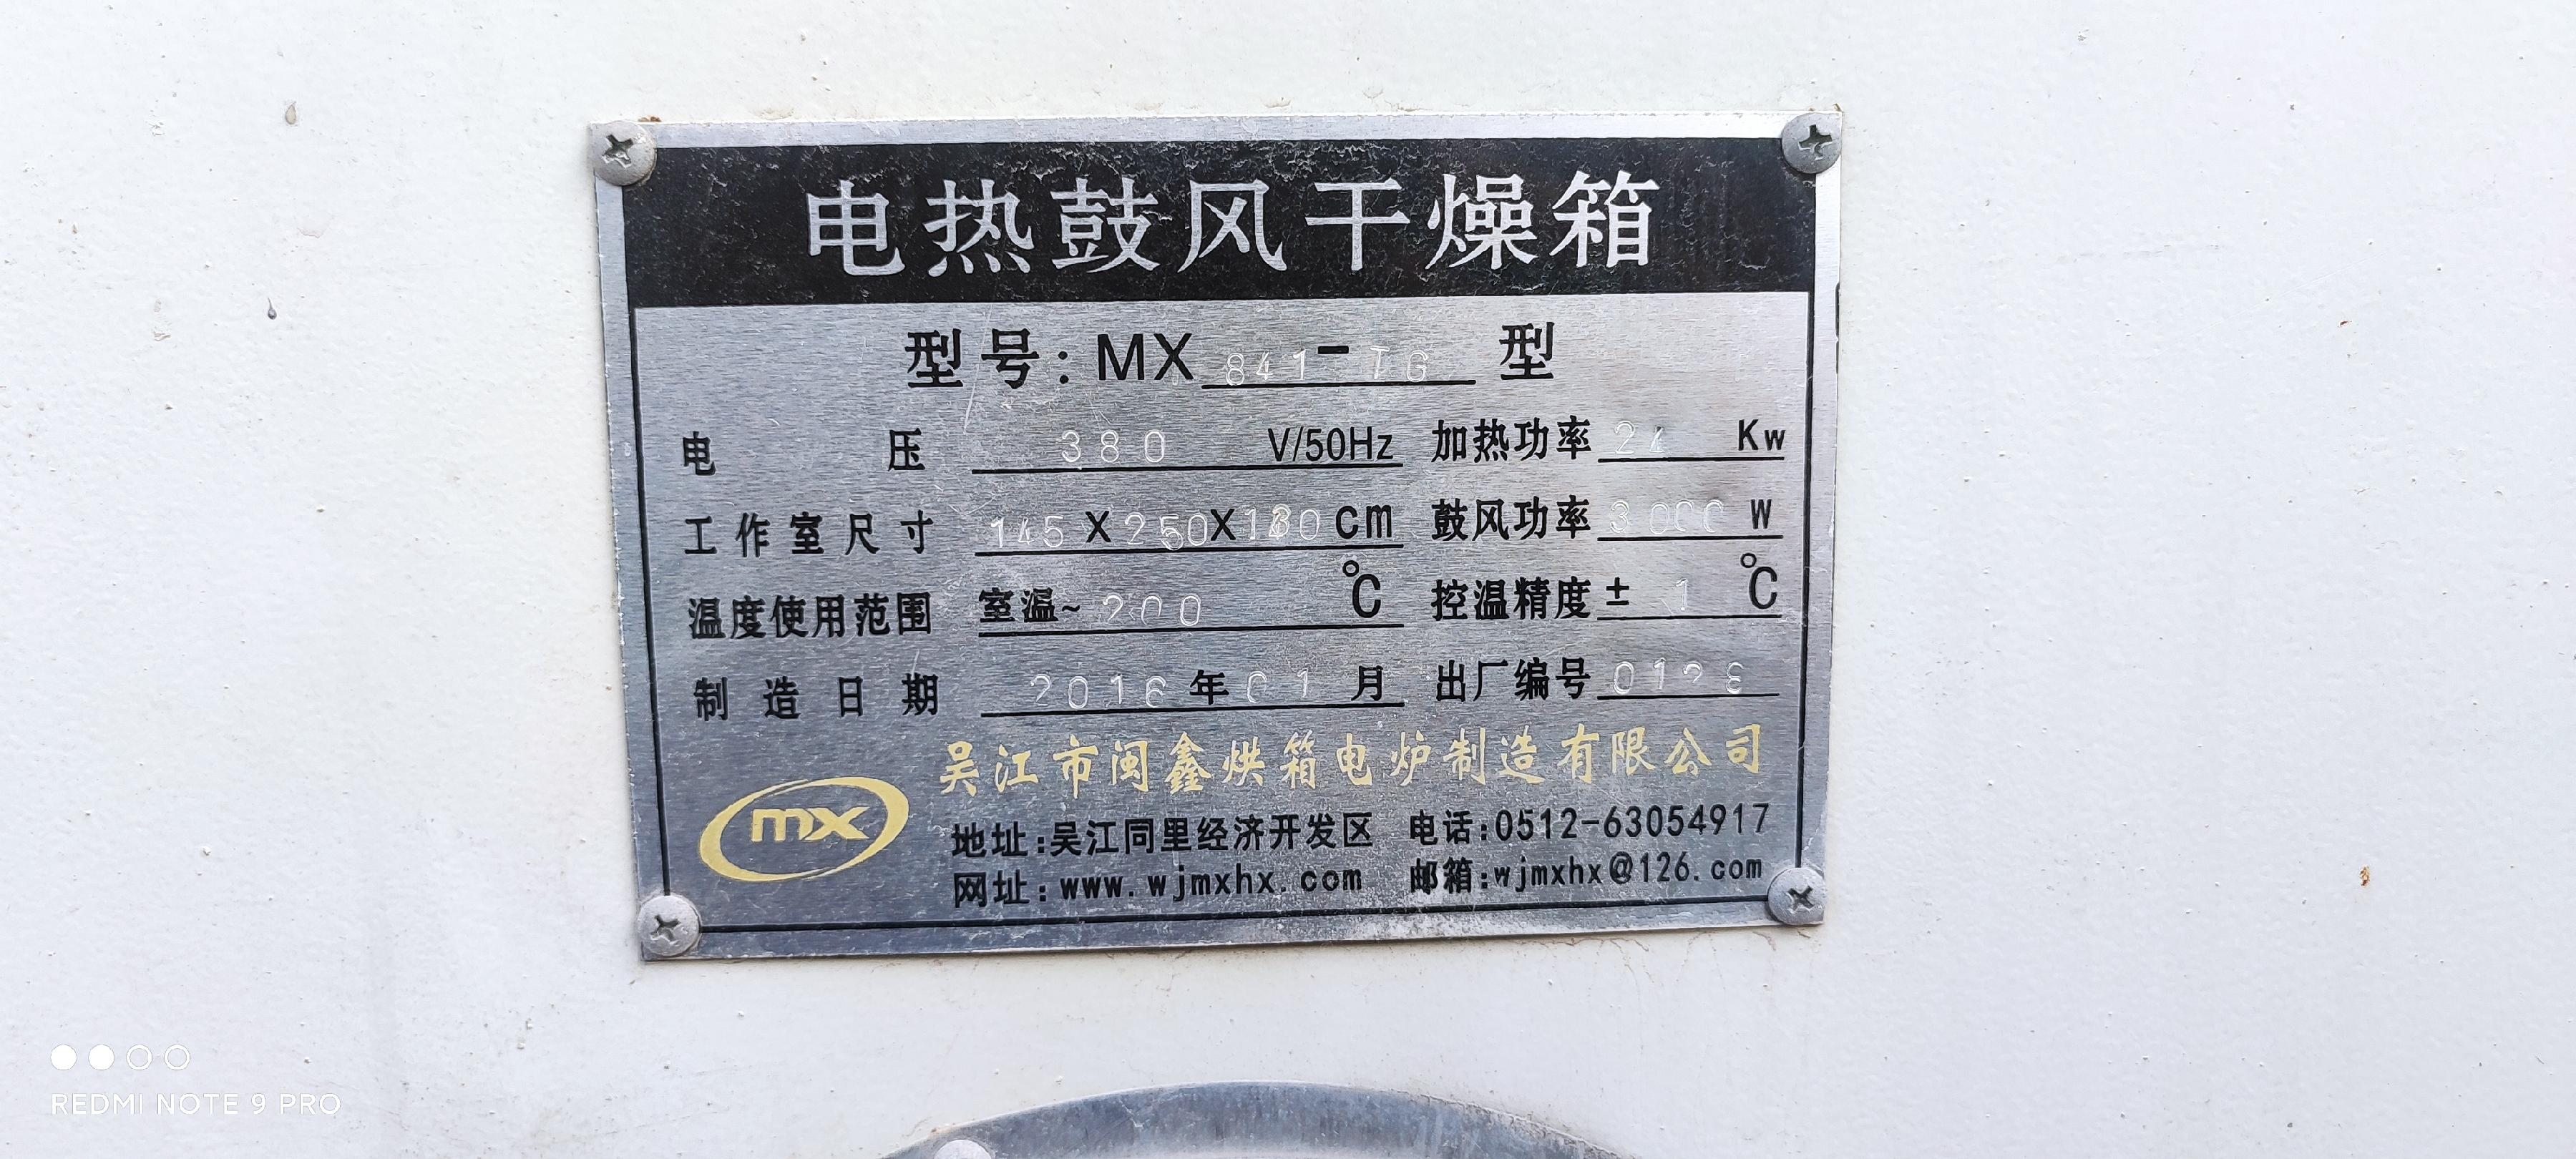 电热鼓风干燥箱
型号:MX 841-TG 型
电压 380 V/50Hz 加热功率 24 Kw
工作室尺寸 145 X 250 X cm 鼓风功率 3000 W
温度使用范围 室温~200 ℃ 控温精度 ± 1 ℃
制造日期 2016 年 01 月 出厂编号
吴江市闽鑫烘箱电炉制造有限公司
mx
地址:吴江同里经济开发区 电话:0512-63054917
网址:www.wjmxhx.com 邮箱:wjmxhx@126.com
REDMI NOTE 9 PRO